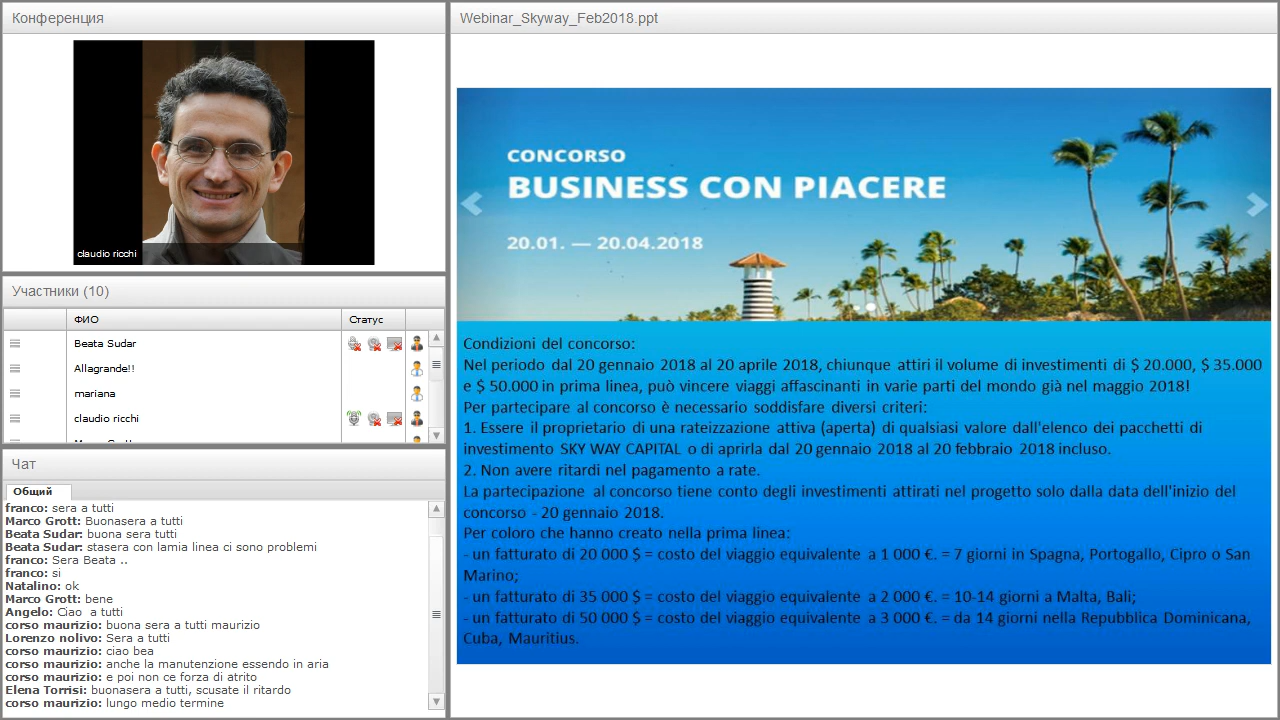 Конференция
claudio ricchi
Участники (10)
ФИО
Статус
Beata Sudar
Allagrande!!
mariana
claudio ricchi
Чат
Общий
franco: sera a tutti
Marco Grott: Buonasera a tutti
Beata Sudar: buona sera tutti
Beata Sudar: stasera con lamia linea ci sono problemi
franco: Sera Beata ..
franco: si
Natalino: ok
Marco Grott: bene
Angelo: Ciao a tutti
corso maurizio: buona sera a tutti maurizio
Lorenzo nolivo: Sera a tutti
corso maurizio: ciao bea
corso maurizio: anche la manutenzione essendo in aria
corso maurizio: e poi non ce forza di atrito
Elena Torrisi: buonasera a tutti, scusate il ritardo
corso maurizio: lungo medio termine
Webinar_Skyway_Feb2018.ppt
CONCORSO
BUSINESS CON PIACERE
20.01. — 20.04.2018
Condizioni del concorso:
Nel periodo dal 20 gennaio 2018 al 20 aprile 2018, chiunque attiri il volume di investimenti di $ 20.000, $ 35.000
e $ 50.000 in prima linea, può vincere viaggi affascinanti in varie parti del mondo già nel maggio 2018!
Per partecipare al concorso è necessario soddisfare diversi criteri:
1. Essere il proprietario di una rateizzazione attiva (aperta) di qualsiasi valore dall'elenco dei pacchetti di
investimento SKY WAY CAPITAL o di aprirla dal 20 gennaio 2018 al 20 febbraio 2018 incluso.
2. Non avere ritardi nel pagamento a rate.
La partecipazione al concorso tiene conto degli investimenti attirati nel progetto solo dalla data dell'inizio del
concorso - 20 gennaio 2018.
Per coloro che hanno creato nella prima linea:
- un fatturato di 20 000 $ = costo del viaggio equivalente a 1 000 €. = 7 giorni in Spagna, Portogallo, Cipro o San
Marino;
- un fatturato di 35 000 $ = costo del viaggio equivalente a 2 000 €. = 10-14 giorni a Malta, Bali;
- un fatturato di 50 000 $ = costo del viaggio equivalente a 3 000 €. = da 14 giorni nella Repubblica Dominicana,
Cuba, Mauritius.